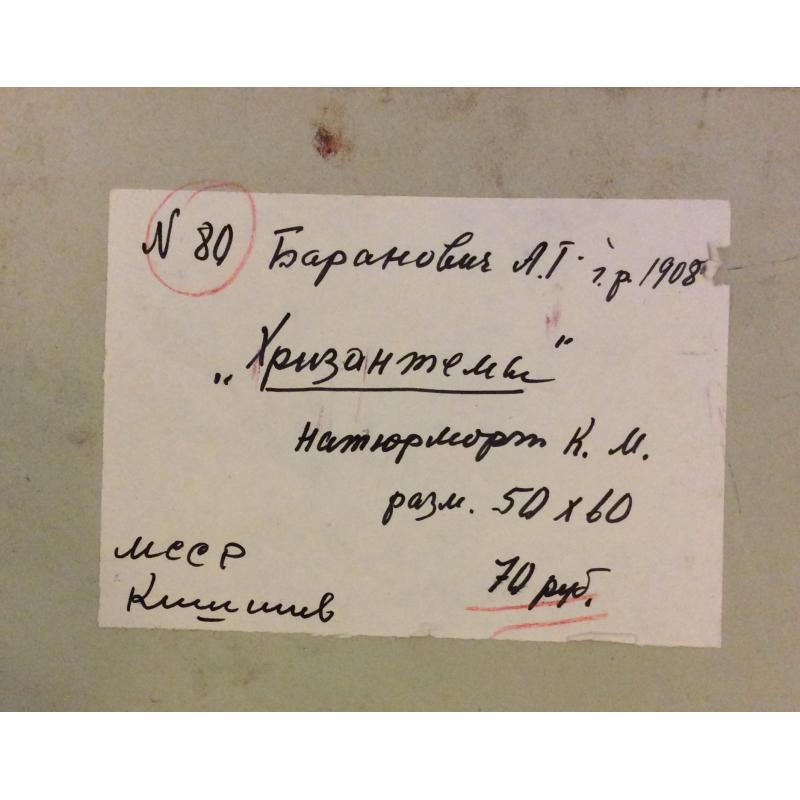 N 80 Баранович А.Г. г.р. 1908
„Хризантемы"
натюрморт К. М.
разм. 50 х 60
МССР
70 руб.
Кишинев